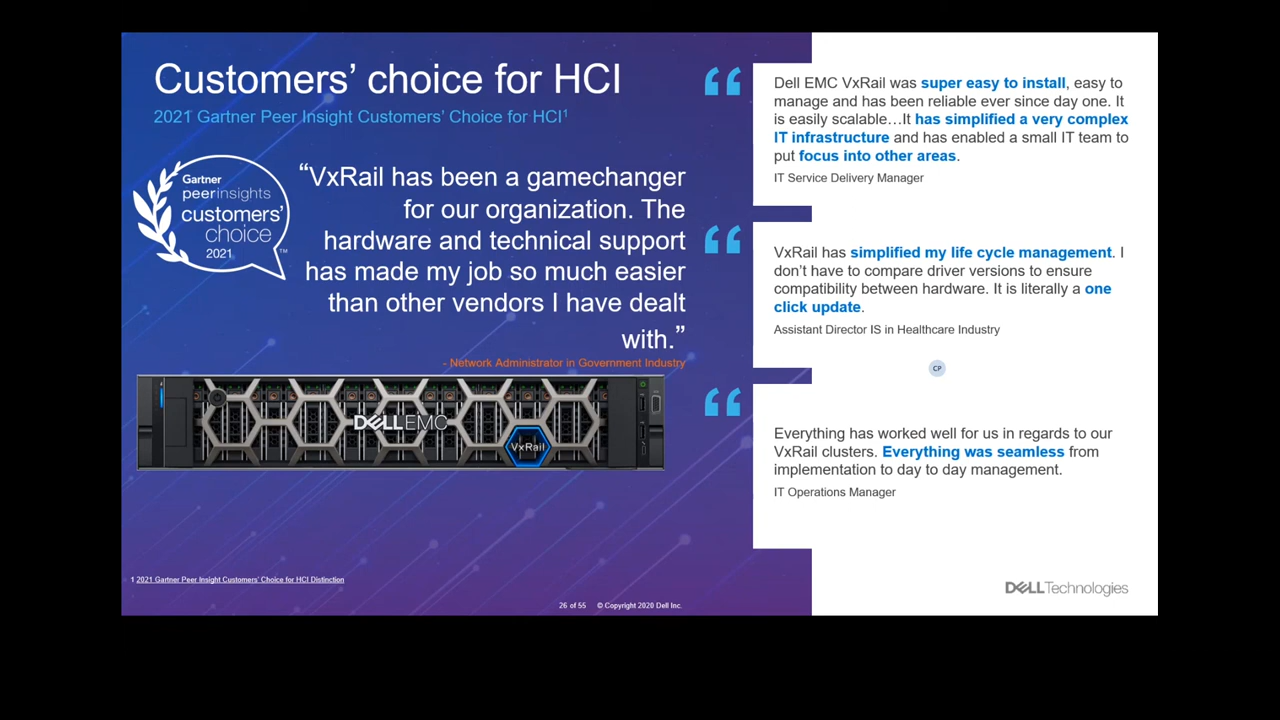 Customers’ choice for HCI
2021 Gartner Peer Insight Customers’ Choice for HCI1
Gartner
peerinsights
customers’
choice
2021
TM
“VxRail has been a gamechanger
for our organization. The
hardware and technical support
has made my job so much easier
than other vendors I have dealt
with.”
- Network Administrator in Government Industry
DELLEMC
VxRail
1 2021 Gartner Peer Insight Customers’ Choice for HCI Distinction
26 of 55 © Copyright 2020 Dell Inc.
“
Dell EMC VxRail was super easy to install, easy to
manage and has been reliable ever since day one. It
is easily scalable…It has simplified a very complex
IT infrastructure and has enabled a small IT team to
put focus into other areas.
IT Service Delivery Manager
“
VxRail has simplified my life cycle management. I
don’t have to compare driver versions to ensure
compatibility between hardware. It is literally a one
click update.
Assistant Director IS in Healthcare Industry
CP
“
Everything has worked well for us in regards to our
VxRail clusters. Everything was seamless from
implementation to day to day management.
IT Operations Manager
DELLTechnologies